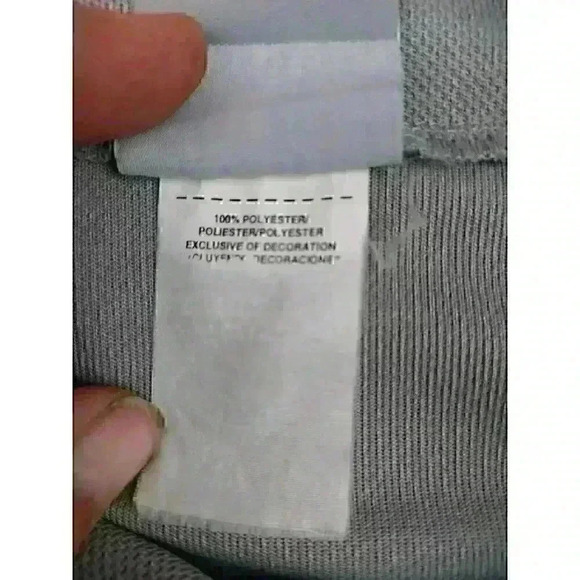 100% POLYESTER/
POLIESTER/POLYESTER
EXCLUSIVE OF DECORATION